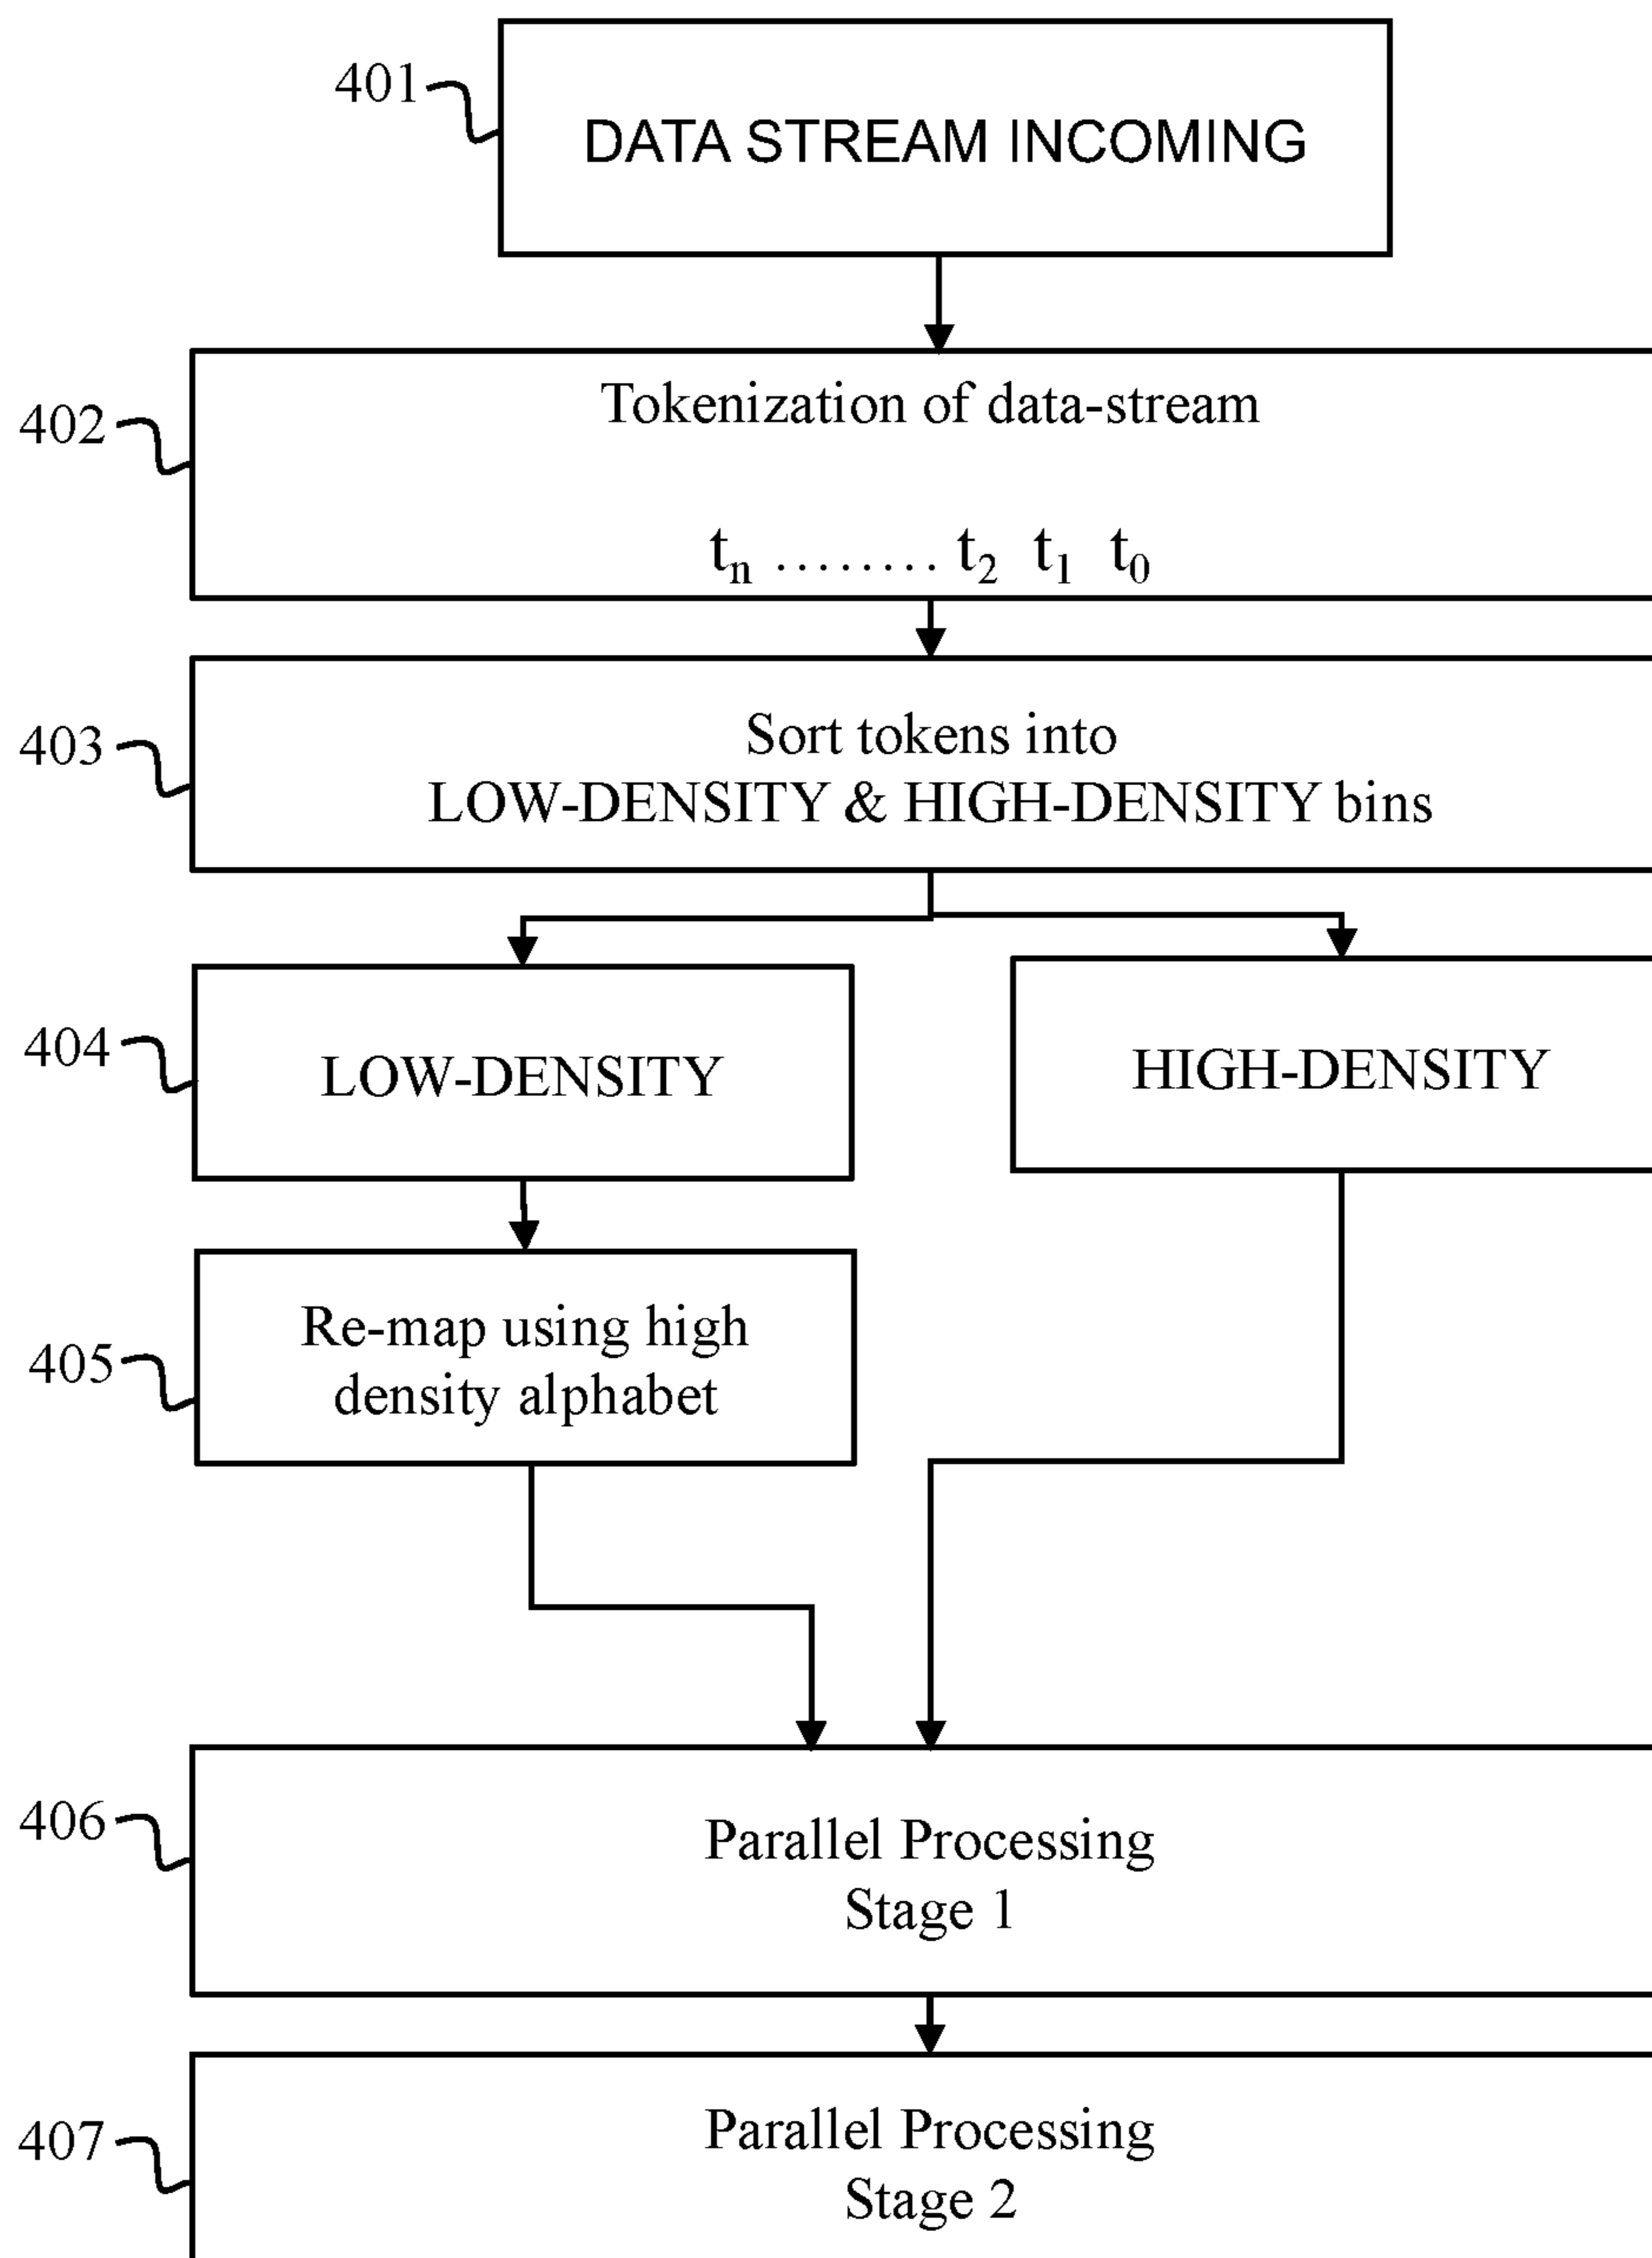 401
DATA STREAM INCOMING
402
Tokenization of data-stream
tn ........ t2 t1 t0
403
Sort tokens into
LOW-DENSITY & HIGH-DENSITY bins
404
LOW-DENSITY
HIGH-DENSITY
405
Re-map using high
density alphabet
406
Parallel Processing
Stage 1
407
Parallel Processing
Stage 2